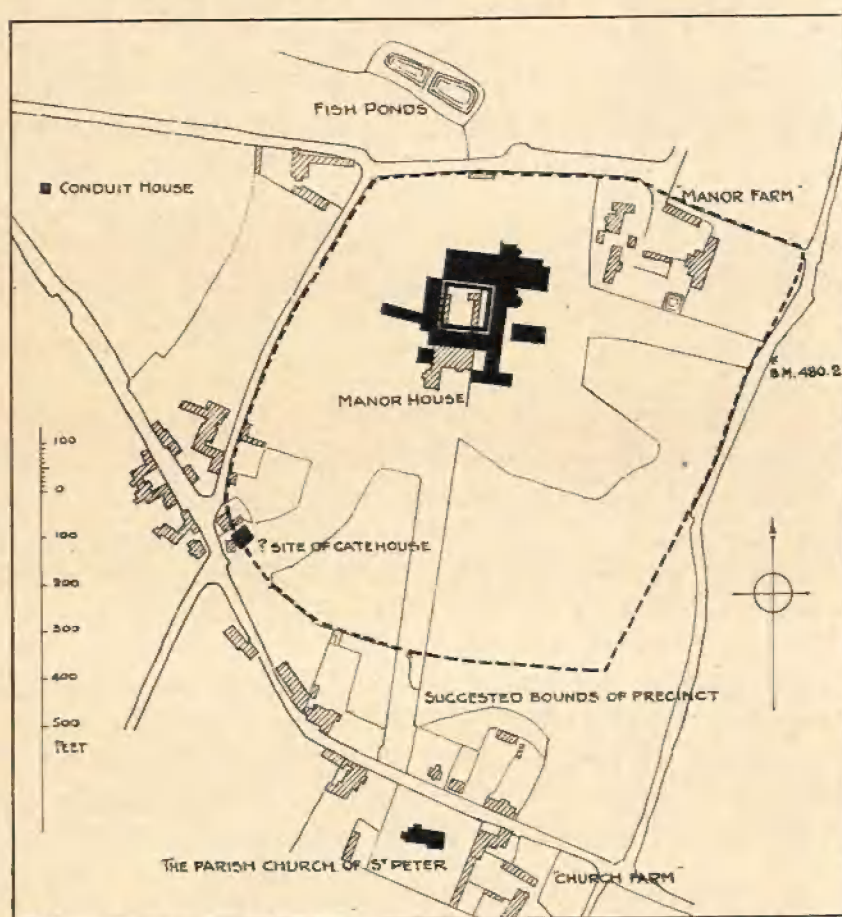 FISH PONDS
CONDUIT HOUSE
"MANOR FARM"
B.M. 480.2
MANOR HOUSE
100
0
100
200
300
400
500
FEET
? SITE OF GATEHOUSE
SUGGESTED BOUNDS OF PRECINCT
THE PARISH CHURCH OF ST PETER
"CHURCH FARM"